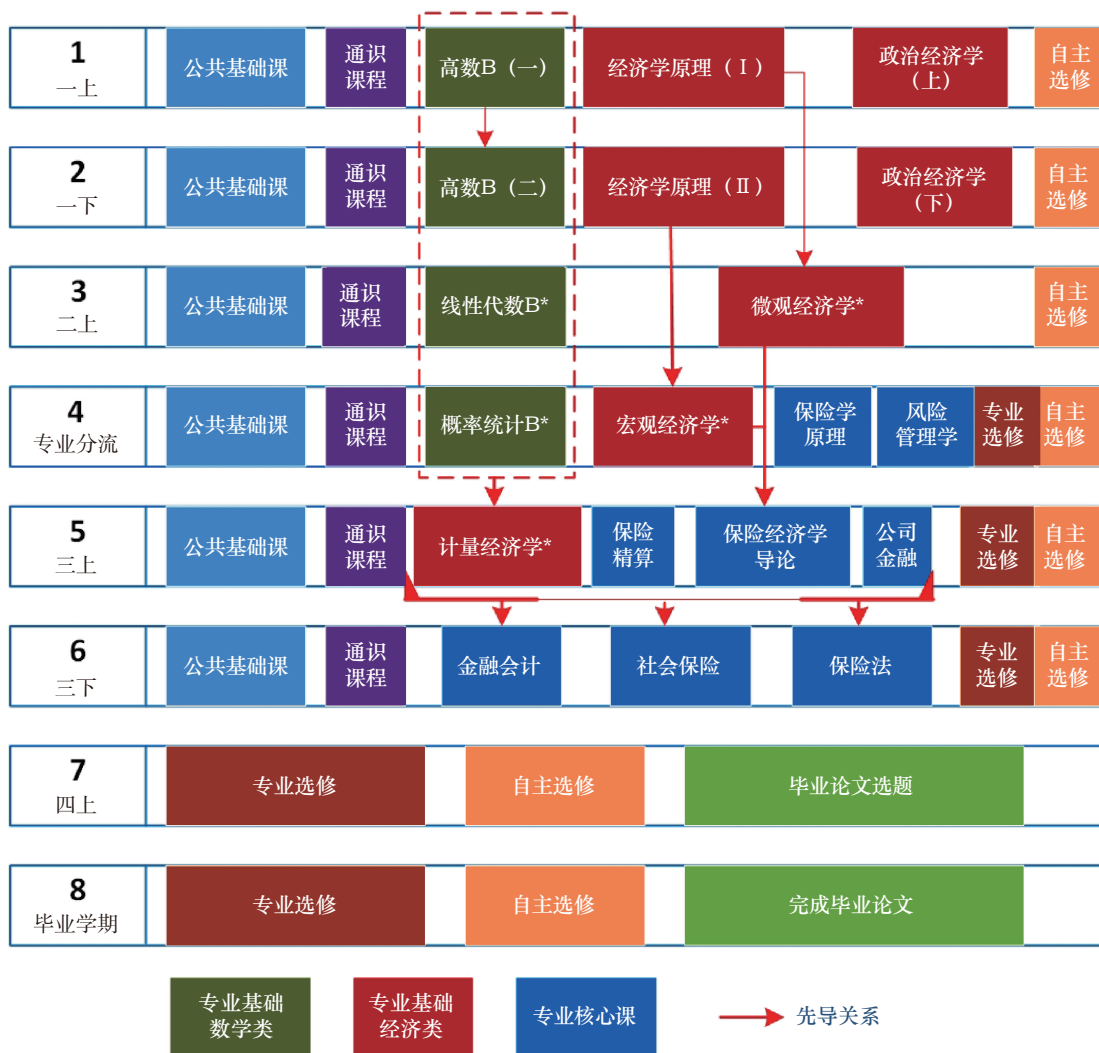 1
一上
公共基础课
通识
课程
高数B（一）
经济学原理（Ⅰ）
政治经济学
（上）
自主
选修
2
一下
公共基础课
通识
课程
高数B（二）
经济学原理（Ⅱ）
政治经济学
（下）
自主
选修
3
二上
公共基础课
通识
课程
线性代数B*
微观经济学*
自主
选修
4
专业分流
公共基础课
通识
课程
概率统计B*
宏观经济学*
保险学
原理
风险
管理学
专业
选修
自主
选修
5
三上
公共基础课
通识
课程
计量经济学*
保险
精算
保险经济学
导论
公司
金融
专业
选修
自主
选修
6
三下
公共基础课
通识
课程
金融会计
社会保险
保险法
专业
选修
自主
选修
7
四上
专业选修
自主选修
毕业论文选题
8
毕业学期
专业选修
自主选修
完成毕业论文
专业基础
数学类
专业基础
经济类
专业核心课
先导关系